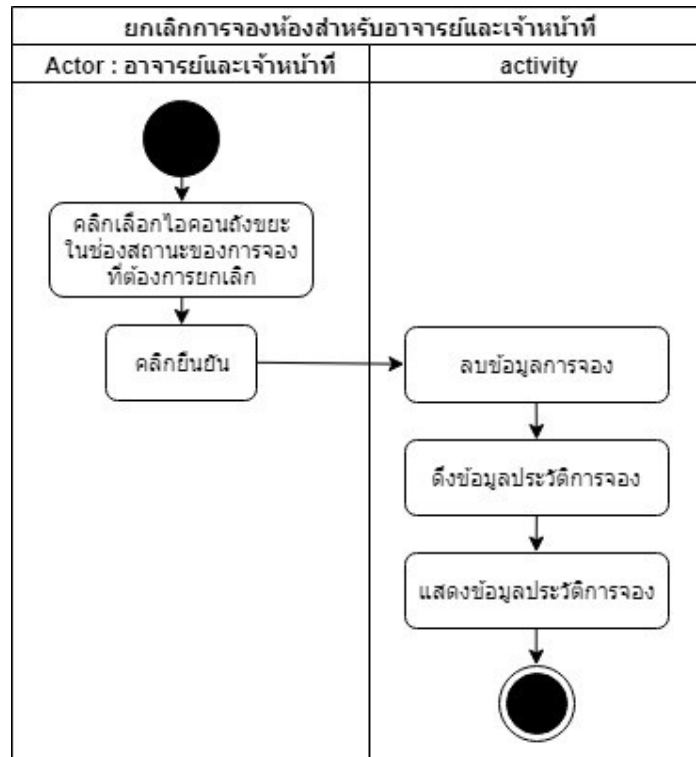 ยกเลิกการจองห้องสำหรับอาจารย์และเจ้าหน้าที่
Actor : อาจารย์และเจ้าหน้าที่
activity
คลิกเลือกไอคอนถังขยะ
ในช่องสถานะของการจอง
ที่ต้องการยกเลิก
คลิกยืนยัน
ลบข้อมูลการจอง
ดึงข้อมูลประวัติการจอง
แสดงข้อมูลประวัติการจอง